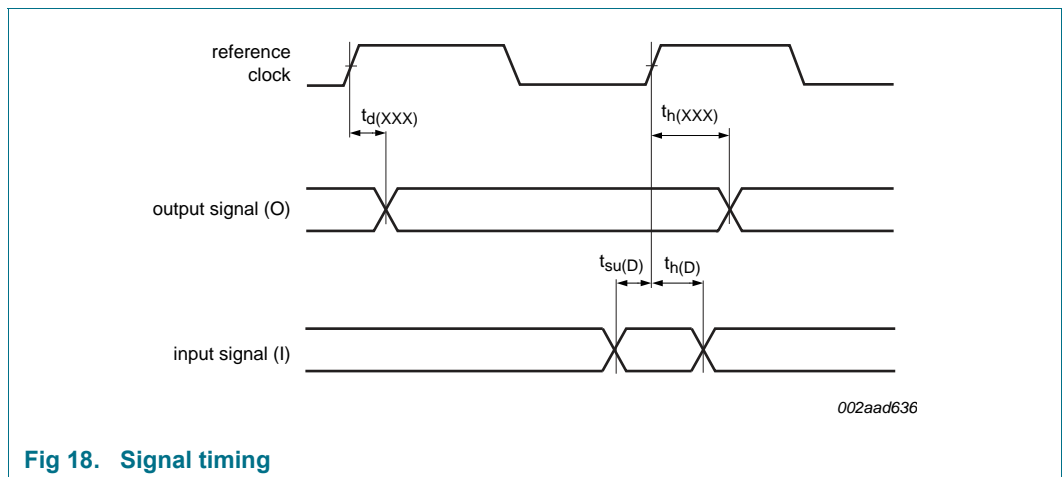 reference
clock
td(XXX)
th(XXX)
output signal (O)
tsu(D)
th(D)
input signal (I)
002aad636
Fig 18. Signal timing